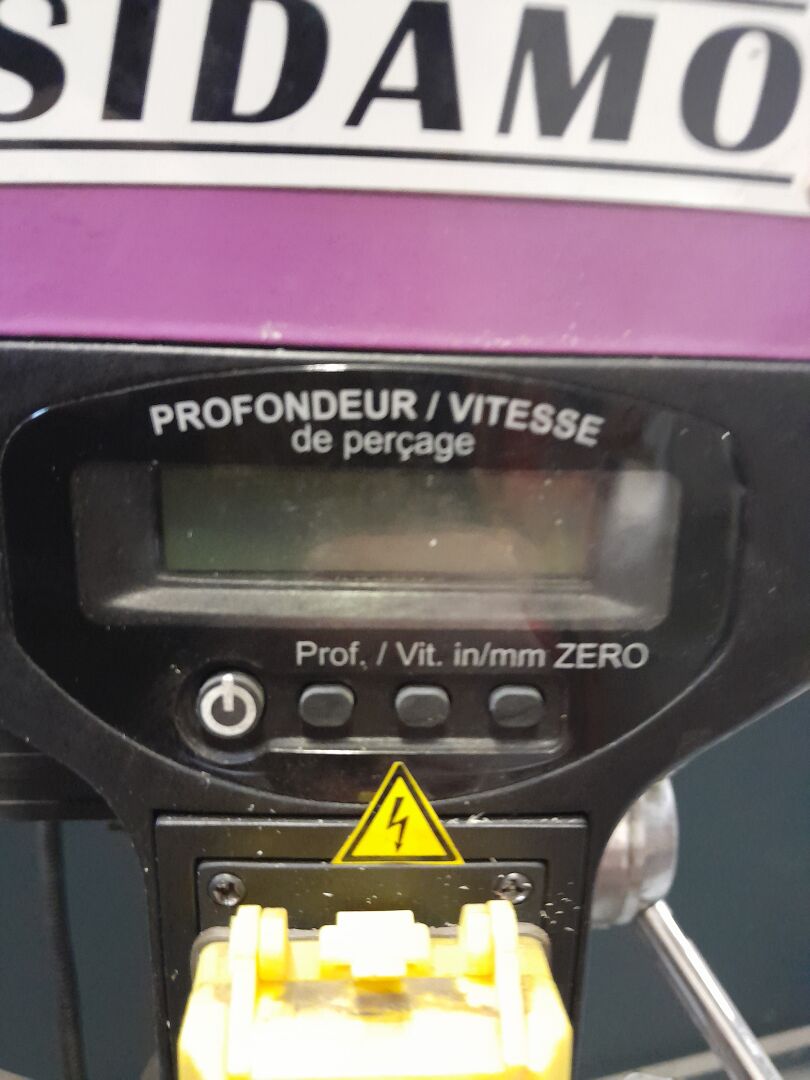 SIDAMO
PROFONDEUR / VITESSE
de perçage
Prof. / Vit. in/mm ZERO